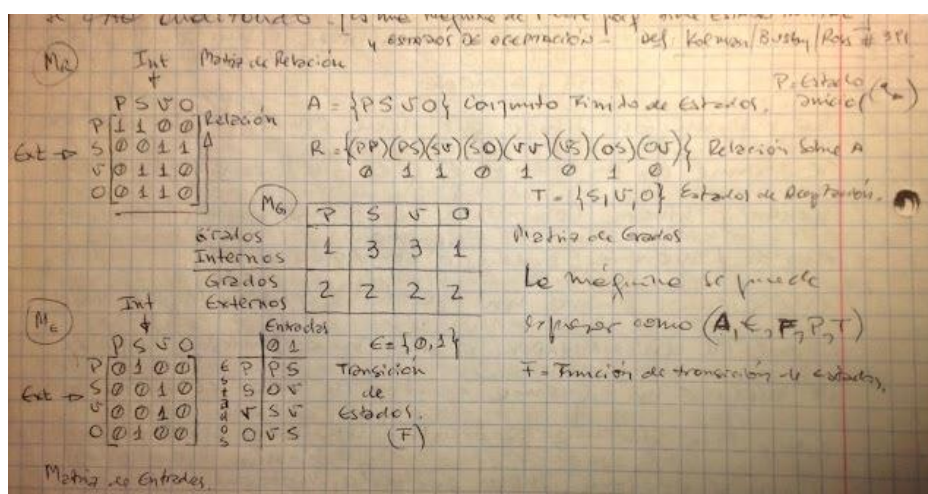 y estados de aceptación - Def. Kolman/Busby/Ross # 391
M_R Int Matriz de Relación
P: Estado inicio
P S V O A = {P S V O} Conjunto Finito de Estados.
P 1 1 0 0 Relación
Ext → S 0 0 1 1 R = {(PP)(PS)(SV)(SO)(VV)(VS)(OS)(OV)} Relación sobre A
V 0 1 1 0 0 1 1 0 1 0 1 0
O 0 1 1 0 T = {S, V, O} Estados de Aceptación.
M_G P S V O
Grados Internos 1 3 3 1 Matriz de Grados
Grados Externos 2 2 2 2 La máquina se puede
expresar como (A, E, F, P, T)
M_E Int Entradas
P S V O 0 1 E = {0,1}
P 0 1 0 0 Estados P P S Transición F = Función de transición de estados,
Ext → S 0 0 1 0 S O V de
V 0 0 1 0 V S V Estados.
O 0 1 0 0 O V S (F)
Matriz de Entradas.